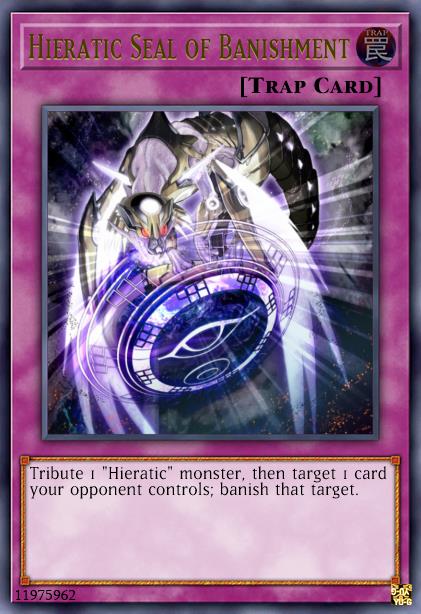 Hieratic Seal of Banishment
TRAP
罠
[Trap Card]
Tribute 1 "Hieratic" monster, then target 1 card
your opponent controls; banish that target.
11975962